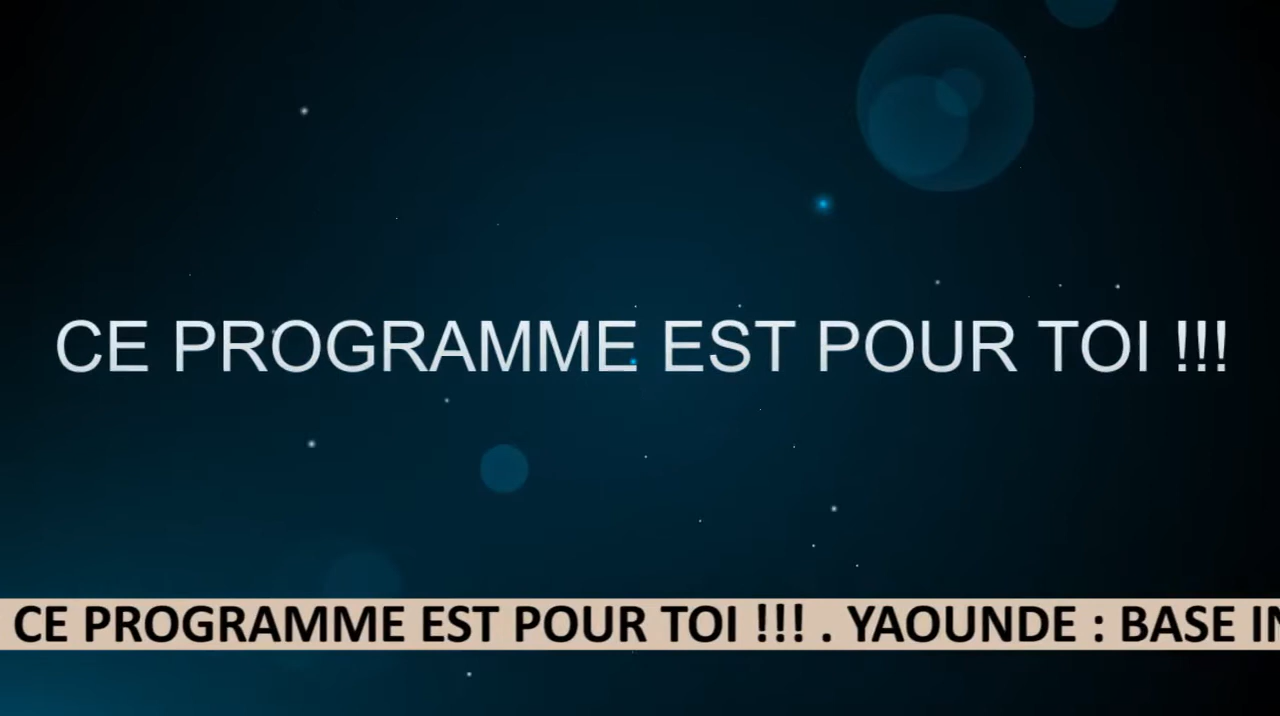 CE PROGRAMME EST POUR TOI !!!
CE PROGRAMME EST POUR TOI !!! . YAOUNDE : BASE